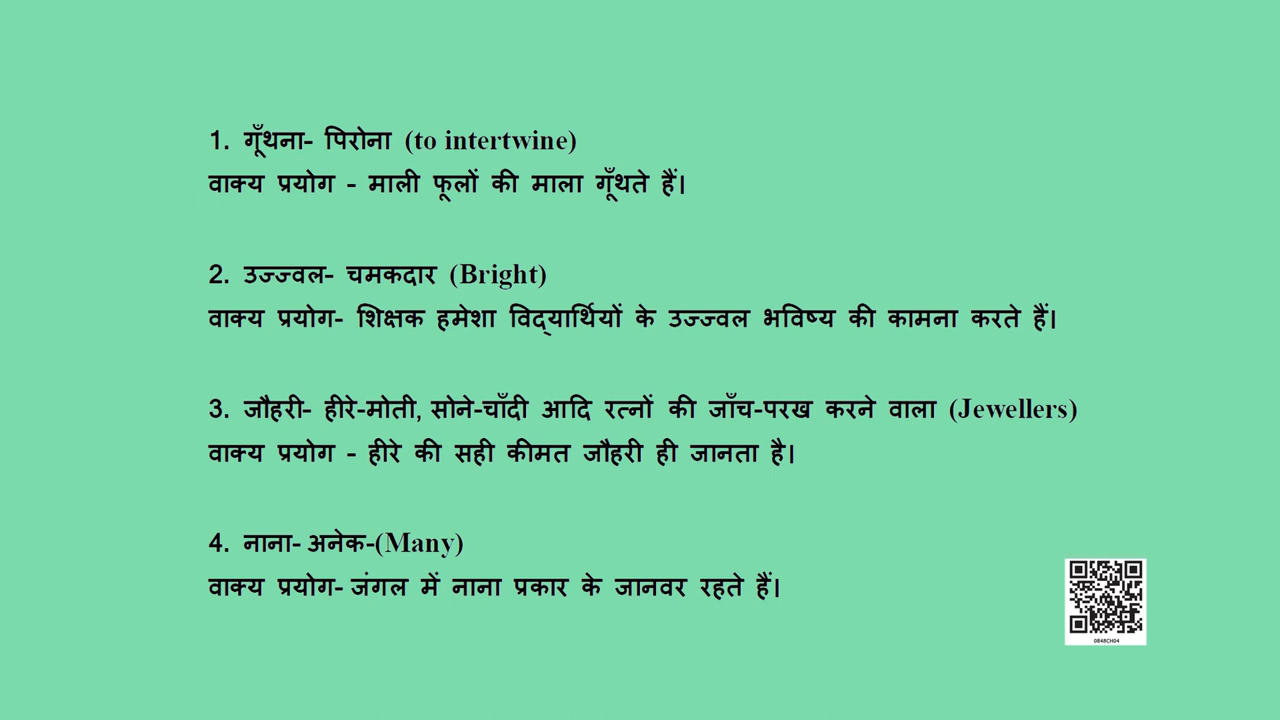 1. गूँथना- पिरोना (to intertwine)
वाक्य प्रयोग - माली फूलों की माला गूँथते हैं।
2. उज्ज्वल- चमकदार (Bright)
वाक्य प्रयोग- शिक्षक हमेशा विद्‌यार्थियों के उज्ज्वल भविष्य की कामना करते हैं।
3. जौहरी- हीरे-मोती, सोने-चाँदी आदि रत्नों की जाँच-परख करने वाला (Jewellers)
वाक्य प्रयोग - हीरे की सही कीमत जौहरी ही जानता है।
4. नाना- अनेक-(Many)
वाक्य प्रयोग- जंगल में नाना प्रकार के जानवर रहते हैं।
0848CH04